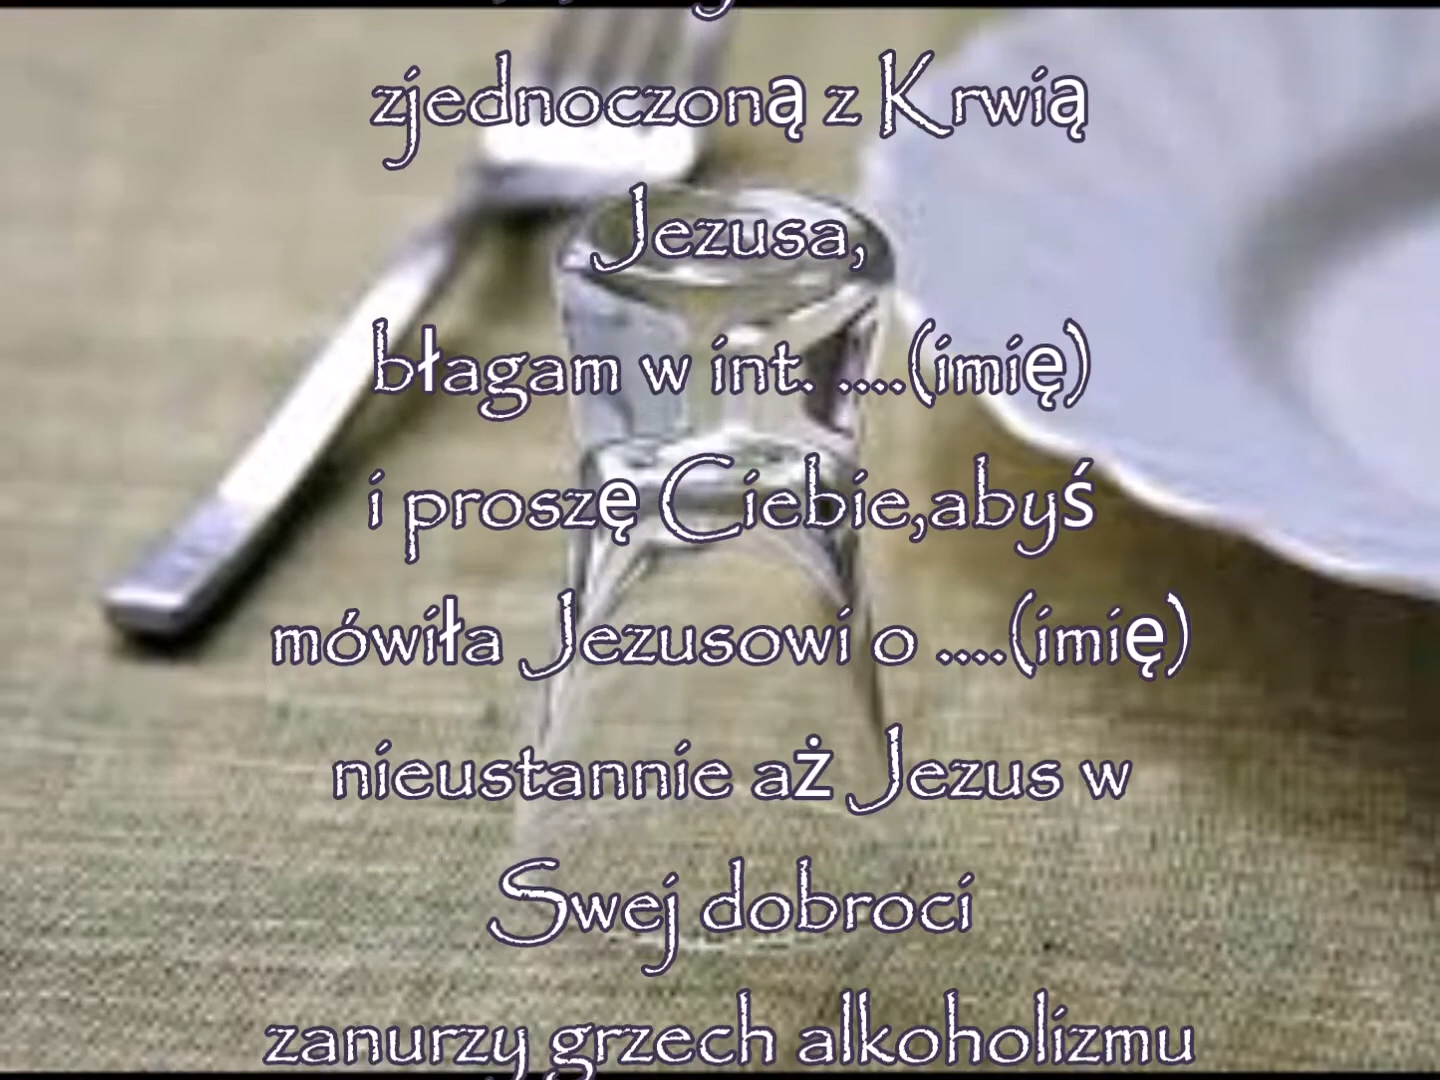 zjednoczoną z Krwią
Jezusa,
błagam w int. ....(imię)
i proszę Ciebie,abyś
mówiła Jezusowi o ....(imię)
nieustannie aż Jezus w
Swej dobroci
zanurzy grzech alkoholizmu